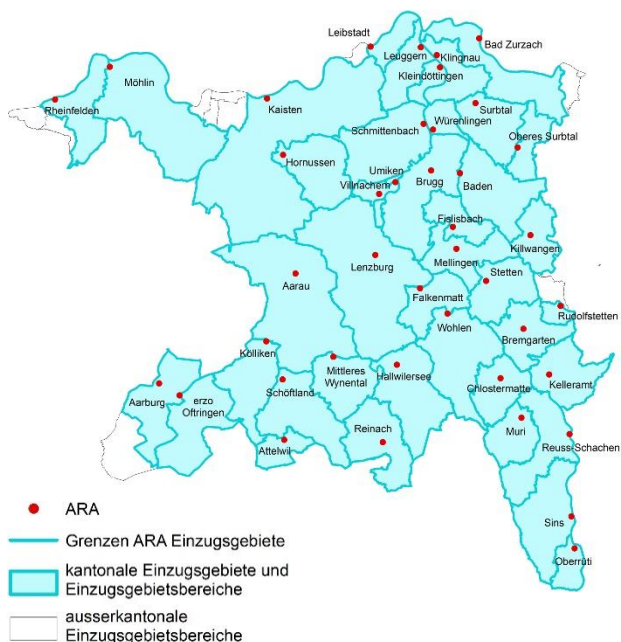 Leibstadt
Bad Zurzach
Leuggern
Klingnau
Kleindöttingen
Möhlin
Rheinfelden
Kaisten
Surbtal
Schmittenbach
Würenlingen
Oberes Surbtal
Hornussen
Umiken
Brugg
Villnachern
Baden
Fislisbach
Killwangen
Mellingen
Lenzburg
Stetten
Aarau
Falkenmatt
Rudolfstetten
Wohlen
Bremgarten
Kölliken
Mittleres
Wynental
Hallwilersee
Kelleramt
Schöftland
Chlostermatte
Aarburg
erzo
Oftringen
Muri
Reinach
Attelwil
Reuss-Schachen
Sins
Oberrüti
ARA
Grenzen ARA Einzugsgebiete
kantonale Einzugsgebiete und
Einzugsgebietsbereiche
ausserkantonale
Einzugsgebietsbereiche